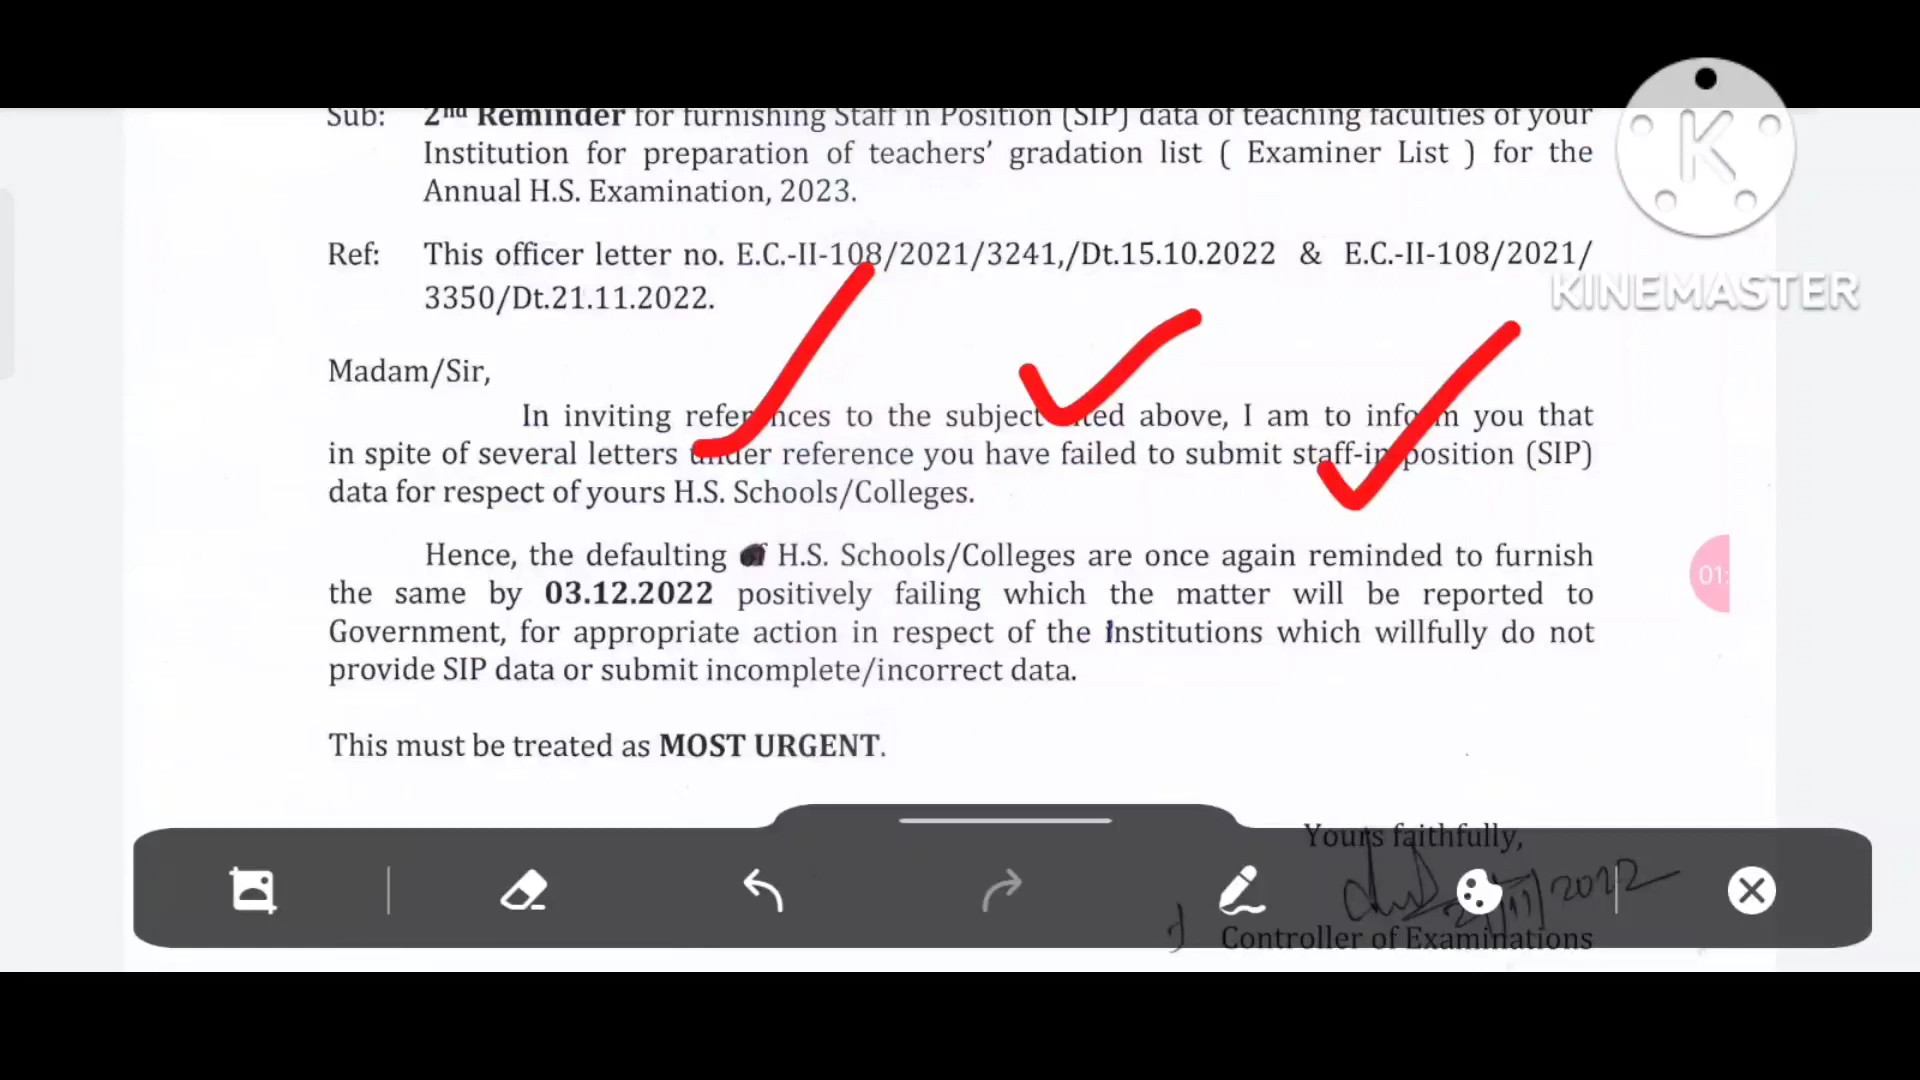 Sub: 2nd Reminder for furnishing Staff in Position (SIP) data of teaching faculties of your
Institution for preparation of teachers' gradation list ( Examiner List ) for the
Annual H.S. Examination, 2023.
Ref: This officer letter no. E.C.-II-108/2021/3241,/Dt.15.10.2022 & E.C.-II-108/2021/
3350/Dt.21.11.2022.
KINEMASTER
Madam/Sir,
In inviting references to the subject cited above, I am to inform you that
in spite of several letters under reference you have failed to submit staff-in-position (SIP)
data for respect of yours H.S. Schools/Colleges.
Hence, the defaulting of H.S. Schools/Colleges are once again reminded to furnish
the same by 03.12.2022 positively failing which the matter will be reported to
Government, for appropriate action in respect of the Institutions which willfully do not
provide SIP data or submit incomplete/incorrect data.
01:
This must be treated as MOST URGENT.
Yours faithfully,
Controller of Examinations